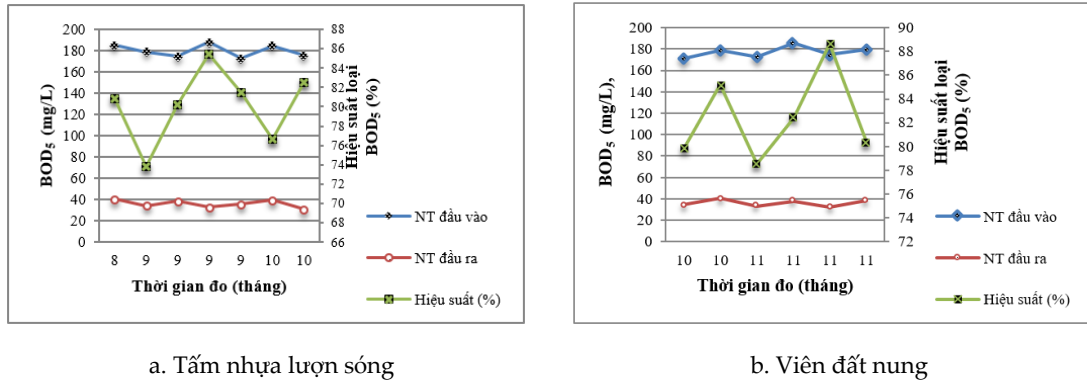 BOD₅ (mg/L)
200
180
160
140
120
100
80
60
40
20
0
88
86
84
82
80
78
76
74
72
70
68
66
Hiệu suất loại
BOD₅ (%)
8 9 9 9 9 10 10
Thời gian đo (tháng)
NT đầu vào
NT đầu ra
Hiệu suất (%)
a. Tấm nhựa lượn sóng
BOD₅ (mg/L),
200
180
160
140
120
100
80
60
40
20
0
90
88
86
84
82
80
78
76
74
72
Hiệu suất loại
BOD₅ (%)
10 10 11 11 11 11
Thời gian đo (tháng)
NT đầu vào
NT đầu ra
Hiệu suất (%)
b. Viên đất nung